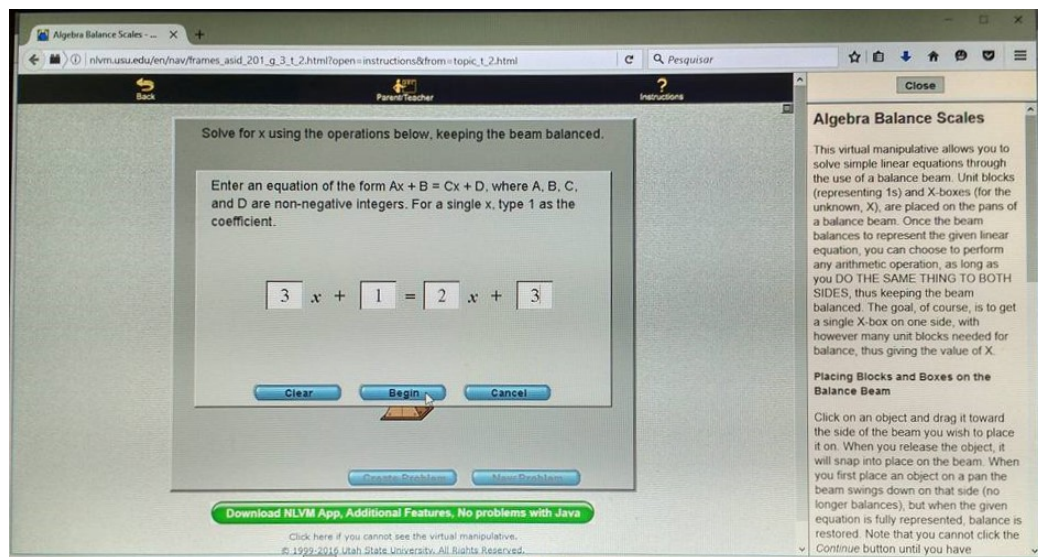 Algebra Balance Scales - ... × +
nlvm.usu.edu/en/nav/frames_asid_201_g_3_t_2.html?open=instructions&from=topic_t_2.html
Pesquisar
Back
Parent/Teacher
Instructions
Close
Solve for x using the operations below, keeping the beam balanced.
Enter an equation of the form Ax + B = Cx + D, where A, B, C,
and D are non-negative integers. For a single x, type 1 as the
coefficient.
3 x + 1 = 2 x + 3
Clear
Begin
Cancel
Create Problem
New Problem
Download NLVM App, Additional Features, No problems with Java
Click here if you cannot see the virtual manipulative.
© 1999-2016 Utah State University. All Rights Reserved.
Algebra Balance Scales
This virtual manipulative allows you to
solve simple linear equations through
the use of a balance beam. Unit blocks
(representing 1s) and X-boxes (for the
unknown, X), are placed on the pans of
a balance beam. Once the beam
balances to represent the given linear
equation, you can choose to perform
any arithmetic operation, as long as
you DO THE SAME THING TO BOTH
SIDES, thus keeping the beam
balanced. The goal, of course, is to get
a single X-box on one side, with
however many unit blocks needed for
balance, thus giving the value of X.
Placing Blocks and Boxes on the
Balance Beam
Click on an object and drag it toward
the side of the beam you wish to place
it on. When you release the object, it
will snap into place on the beam. When
you first place an object on a pan the
beam swings down on that side (no
longer balances), but when the given
equation is fully represented, balance is
restored. Note that you cannot click the
Continue button until you have